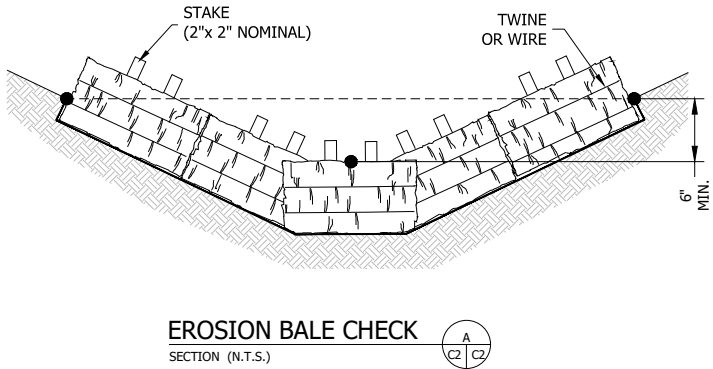 STAKE
(2"x 2" NOMINAL)
TWINE
OR WIRE
6"
MIN.
EROSION BALE CHECK
SECTION (N.T.S.)
A
C2 C2